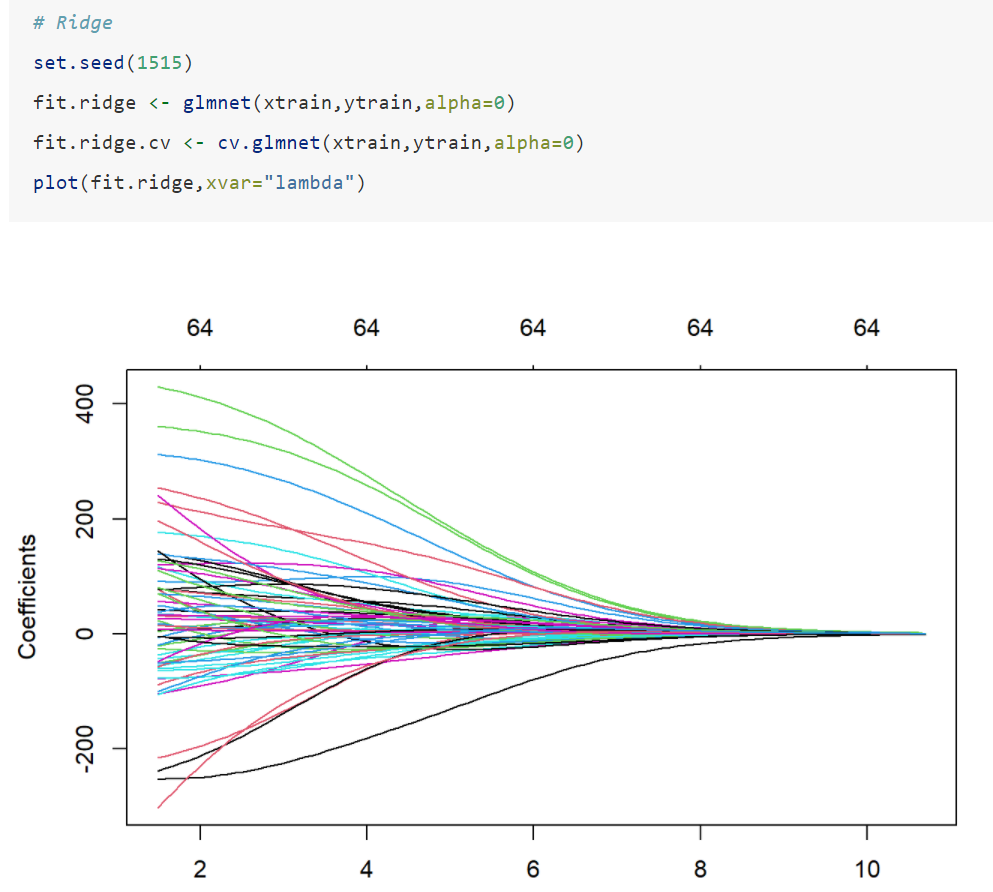 # Ridge
set.seed(1515)
fit.ridge <- glmnet(xtrain,ytrain,alpha=0)
fit.ridge.cv <- cv.glmnet(xtrain,ytrain,alpha=0)
plot(fit.ridge,xvar="lambda")
64 64 64 64 64
400
200
0
-200
Coefficients
2 4 6 8 10